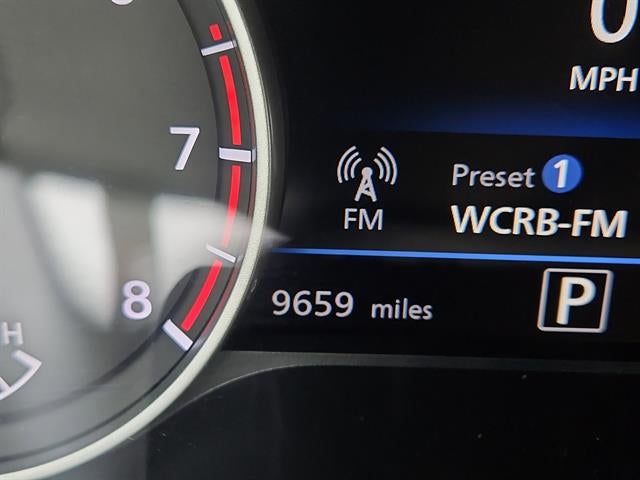 0
MPH
7
Preset 1
FM
WCRB-FM
8
9659 miles
P
H